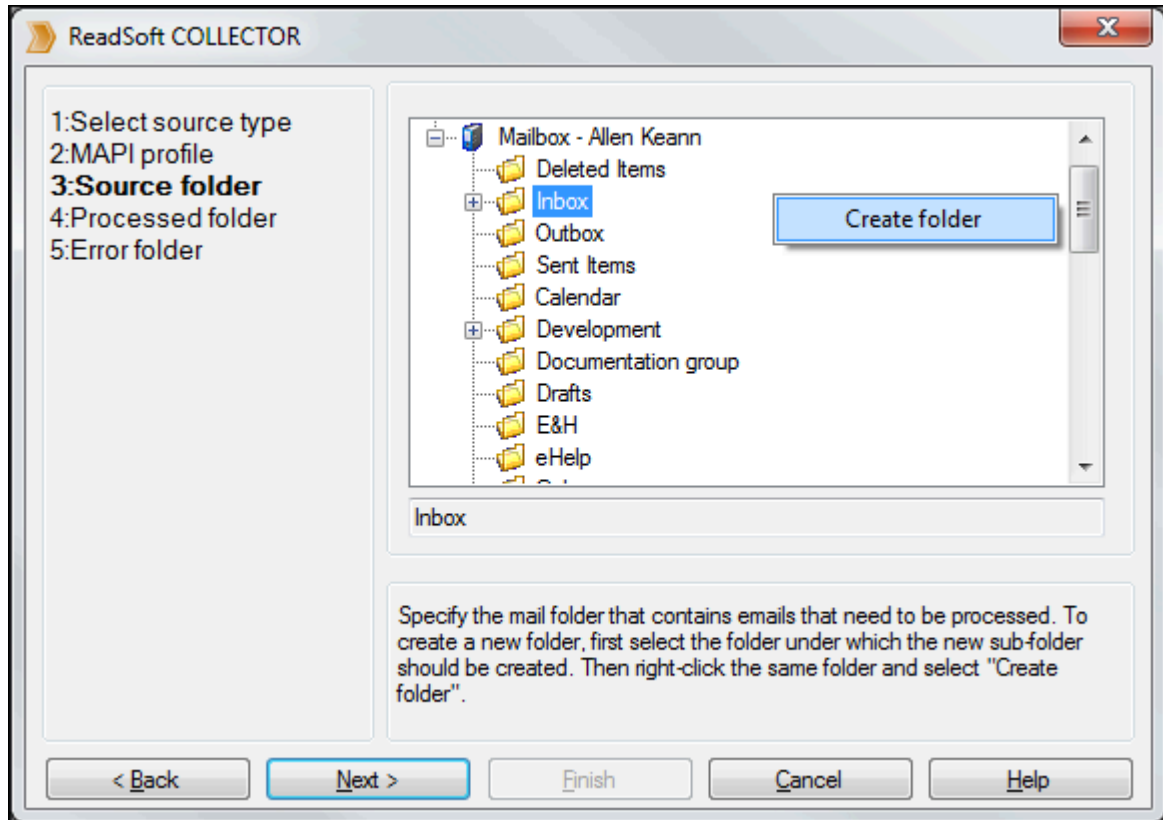 ReadSoft COLLECTOR
1:Select source type
2:MAPI profile
3:Source folder
4:Processed folder
5:Error folder
Mailbox - Allen Keann
Deleted Items
Inbox
Create folder
Outbox
Sent Items
Calendar
Development
Documentation group
Drafts
E&H
eHelp
Inbox
Specify the mail folder that contains emails that need to be processed. To
create a new folder, first select the folder under which the new sub-folder
should be created. Then right-click the same folder and select "Create
folder".
< Back
Next >
Finish
Cancel
Help